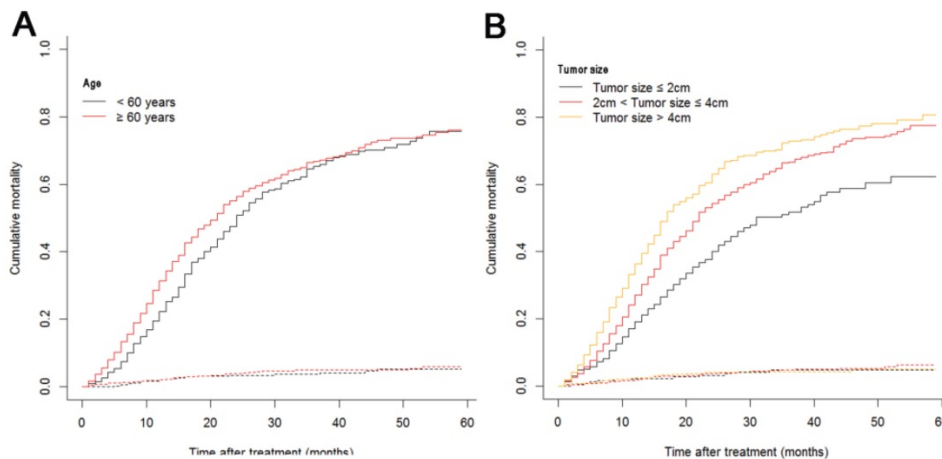 A
Cumulative mortality
1.0
0.8
0.6
0.4
0.2
0.0
Age
< 60 years
≥ 60 years
0 10 20 30 40 50 60
Time after treatment (months)
B
Cumulative mortality
1.0
0.8
0.6
0.4
0.2
0.0
Tumor size
Tumor size ≤ 2cm
2cm < Tumor size ≤ 4cm
Tumor size > 4cm
0 10 20 30 40 50 6
Time after treatment (months)